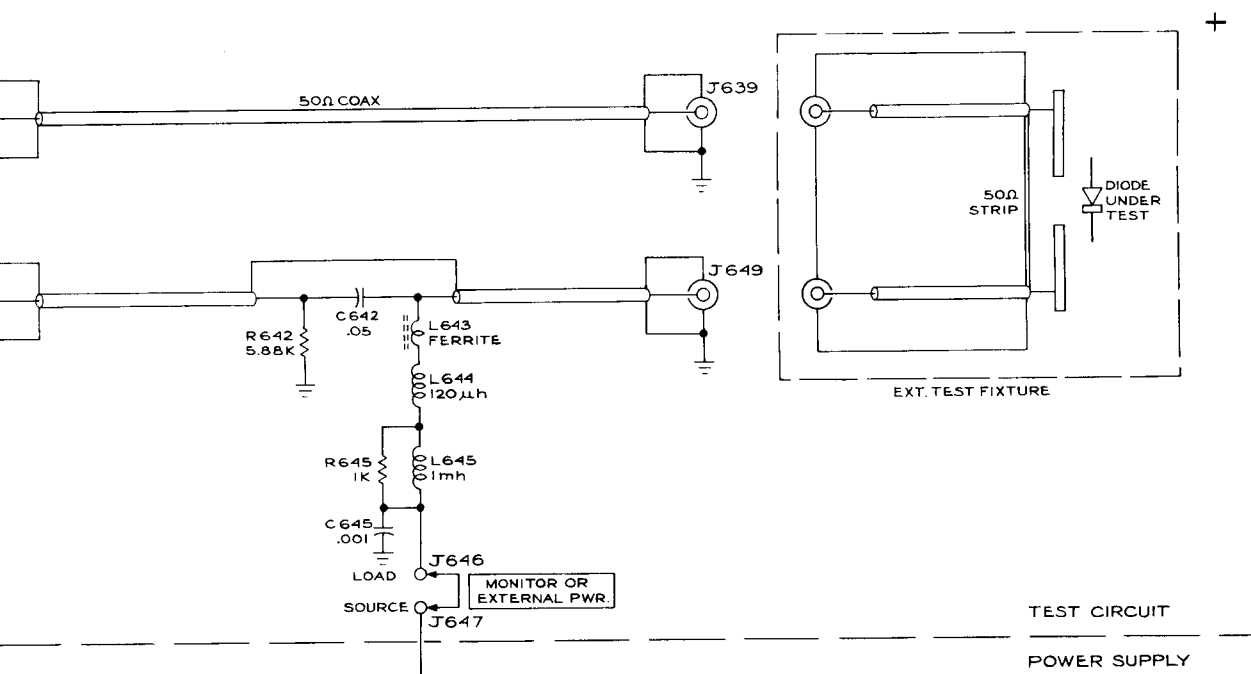 50Ω COAX
J639
50Ω
STRIP
DIODE
UNDER
TEST
J649
C642
.05
R642
5.88K
L643
FERRITE
EXT. TEST FIXTURE
L644
120μh
R645
1K
L645
1mh
C645
.001
J646
LOAD
MONITOR OR
EXTERNAL PWR.
SOURCE
J647
TEST CIRCUIT
POWER SUPPLY